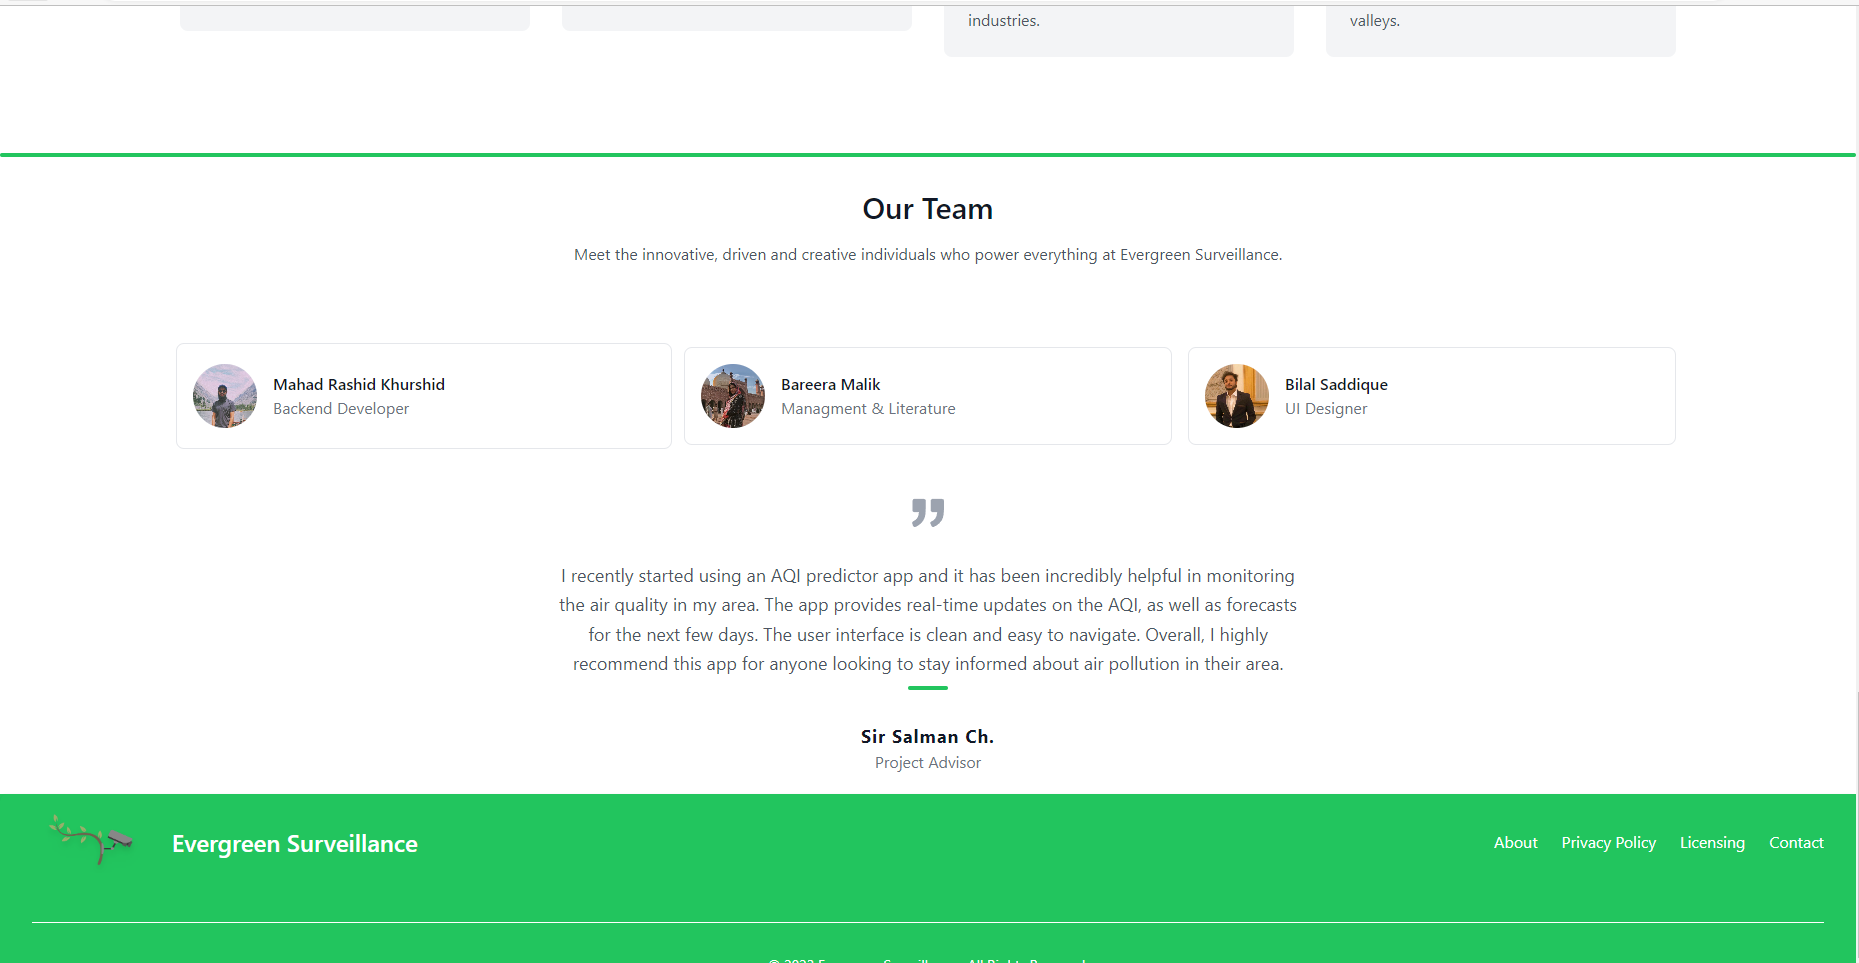 industries.
valleys.
Our Team
Meet the innovative, driven and creative individuals who power everything at Evergreen Surveillance.
Mahad Rashid Khurshid
Backend Developer
Bareera Malik
Managment & Literature
Bilal Saddique
UI Designer
”
I recently started using an AQI predictor app and it has been incredibly helpful in monitoring
the air quality in my area. The app provides real-time updates on the AQI, as well as forecasts
for the next few days. The user interface is clean and easy to navigate. Overall, I highly
recommend this app for anyone looking to stay informed about air pollution in their area.
Sir Salman Ch.
Project Advisor
Evergreen Surveillance
About Privacy Policy Licensing Contact